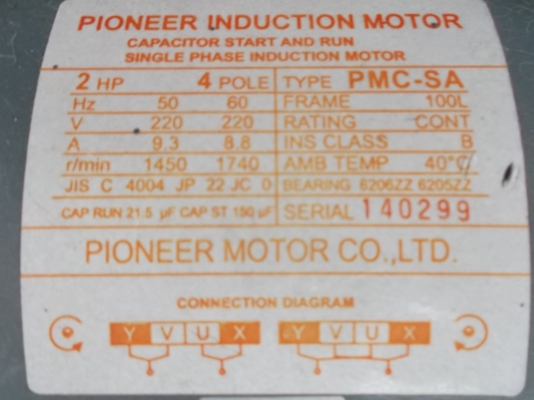 PIONEER INDUCTION MOTOR
CAPACITOR START AND RUN
SINGLE PHASE INDUCTION MOTOR
2 HP 4 POLE TYPE PMC-SA
Hz 50 60 FRAME 100L
V 220 220 RATING CONT
A 9.3 8.8 INS CLASS B
r/min 1450 1740 AMB TEMP 40°C
JIS C 4004 JP 22 JC 0 BEARING 6206ZZ 6205ZZ
CAP RUN 21.5 µF CAP ST 150 µF SERIAL 140299
PIONEER MOTOR CO.,LTD.
CONNECTION DIAGRAM
Y V U X Y V U X